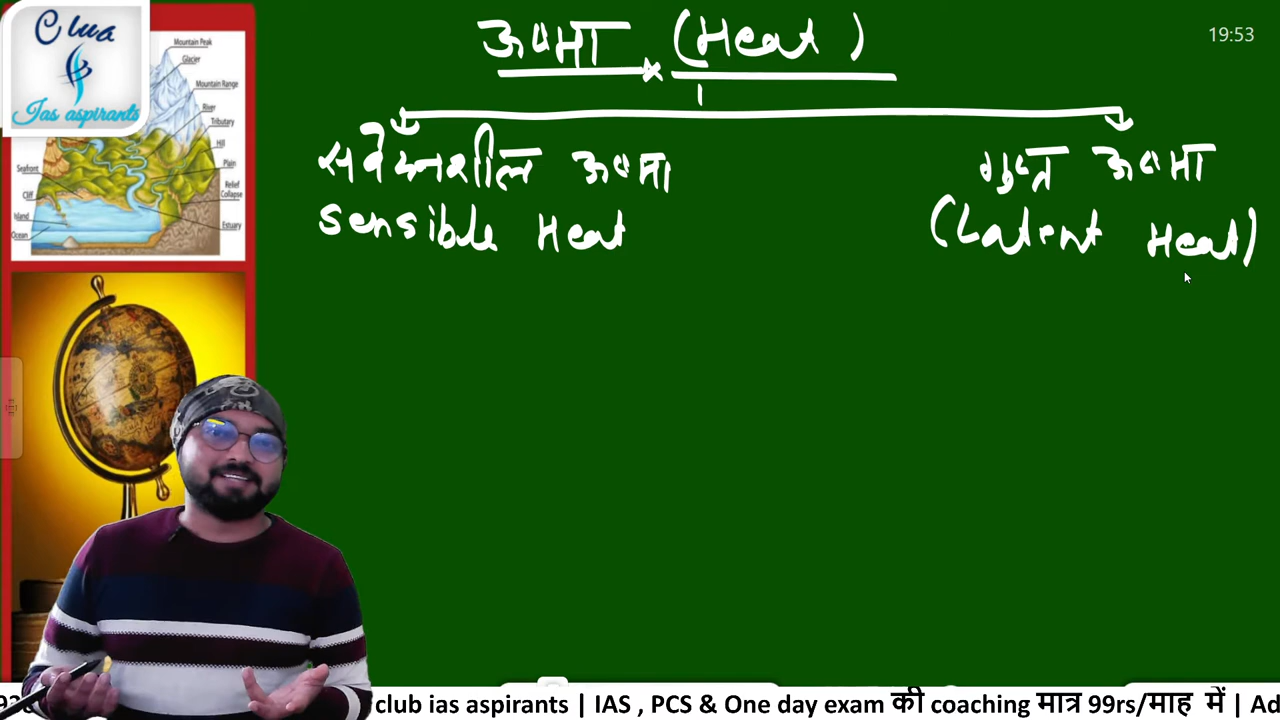 Clua
Ias aspirants
Mountain Peak
Glacier
Mountain Range
River
Tributary
Hill
Plain
Relief
Collapse
Estuary
Seafront
Cliff
Island
Ocean
ऊष्मा (Heat)
19:53
संवेदनशील ऊष्मा
Sensible Heat
गुप्त ऊष्मा
(Latent Heat)
club ias aspirants | IAS , PCS & One day exam की coaching मात्र 99rs/माह में | Ad